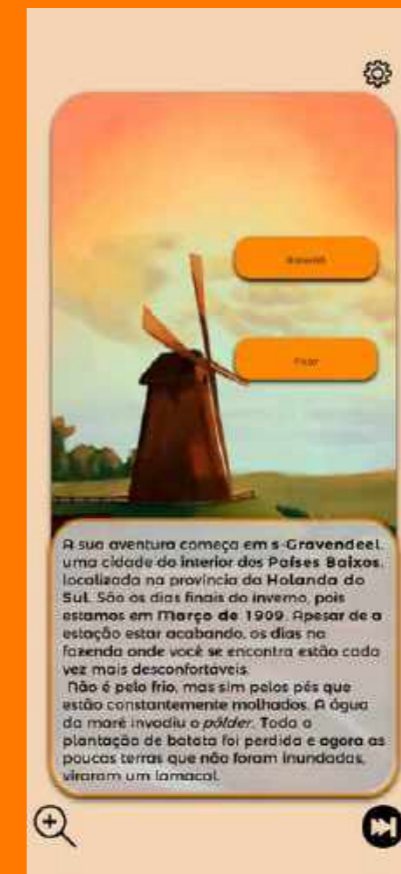 Ficar
A sua aventura começa em s-Gravendeel,
uma cidade do interior dos Países Baixos,
localizada na província da Holanda do
Sul. São os dias finais do inverno, pois
estamos em Março de 1909. Apesar de a
estação estar acabando, os dias na
fazenda onde você se encontra estão cada
vez mais desconfortáveis.
Não é pelo frio, mas sim pelos pés que
estão constantemente molhados. A água
da maré invadiu o pólder. Toda a
plantação de batata foi perdida e agora as
poucas terras que não foram inundadas,
viraram um lamaçal.